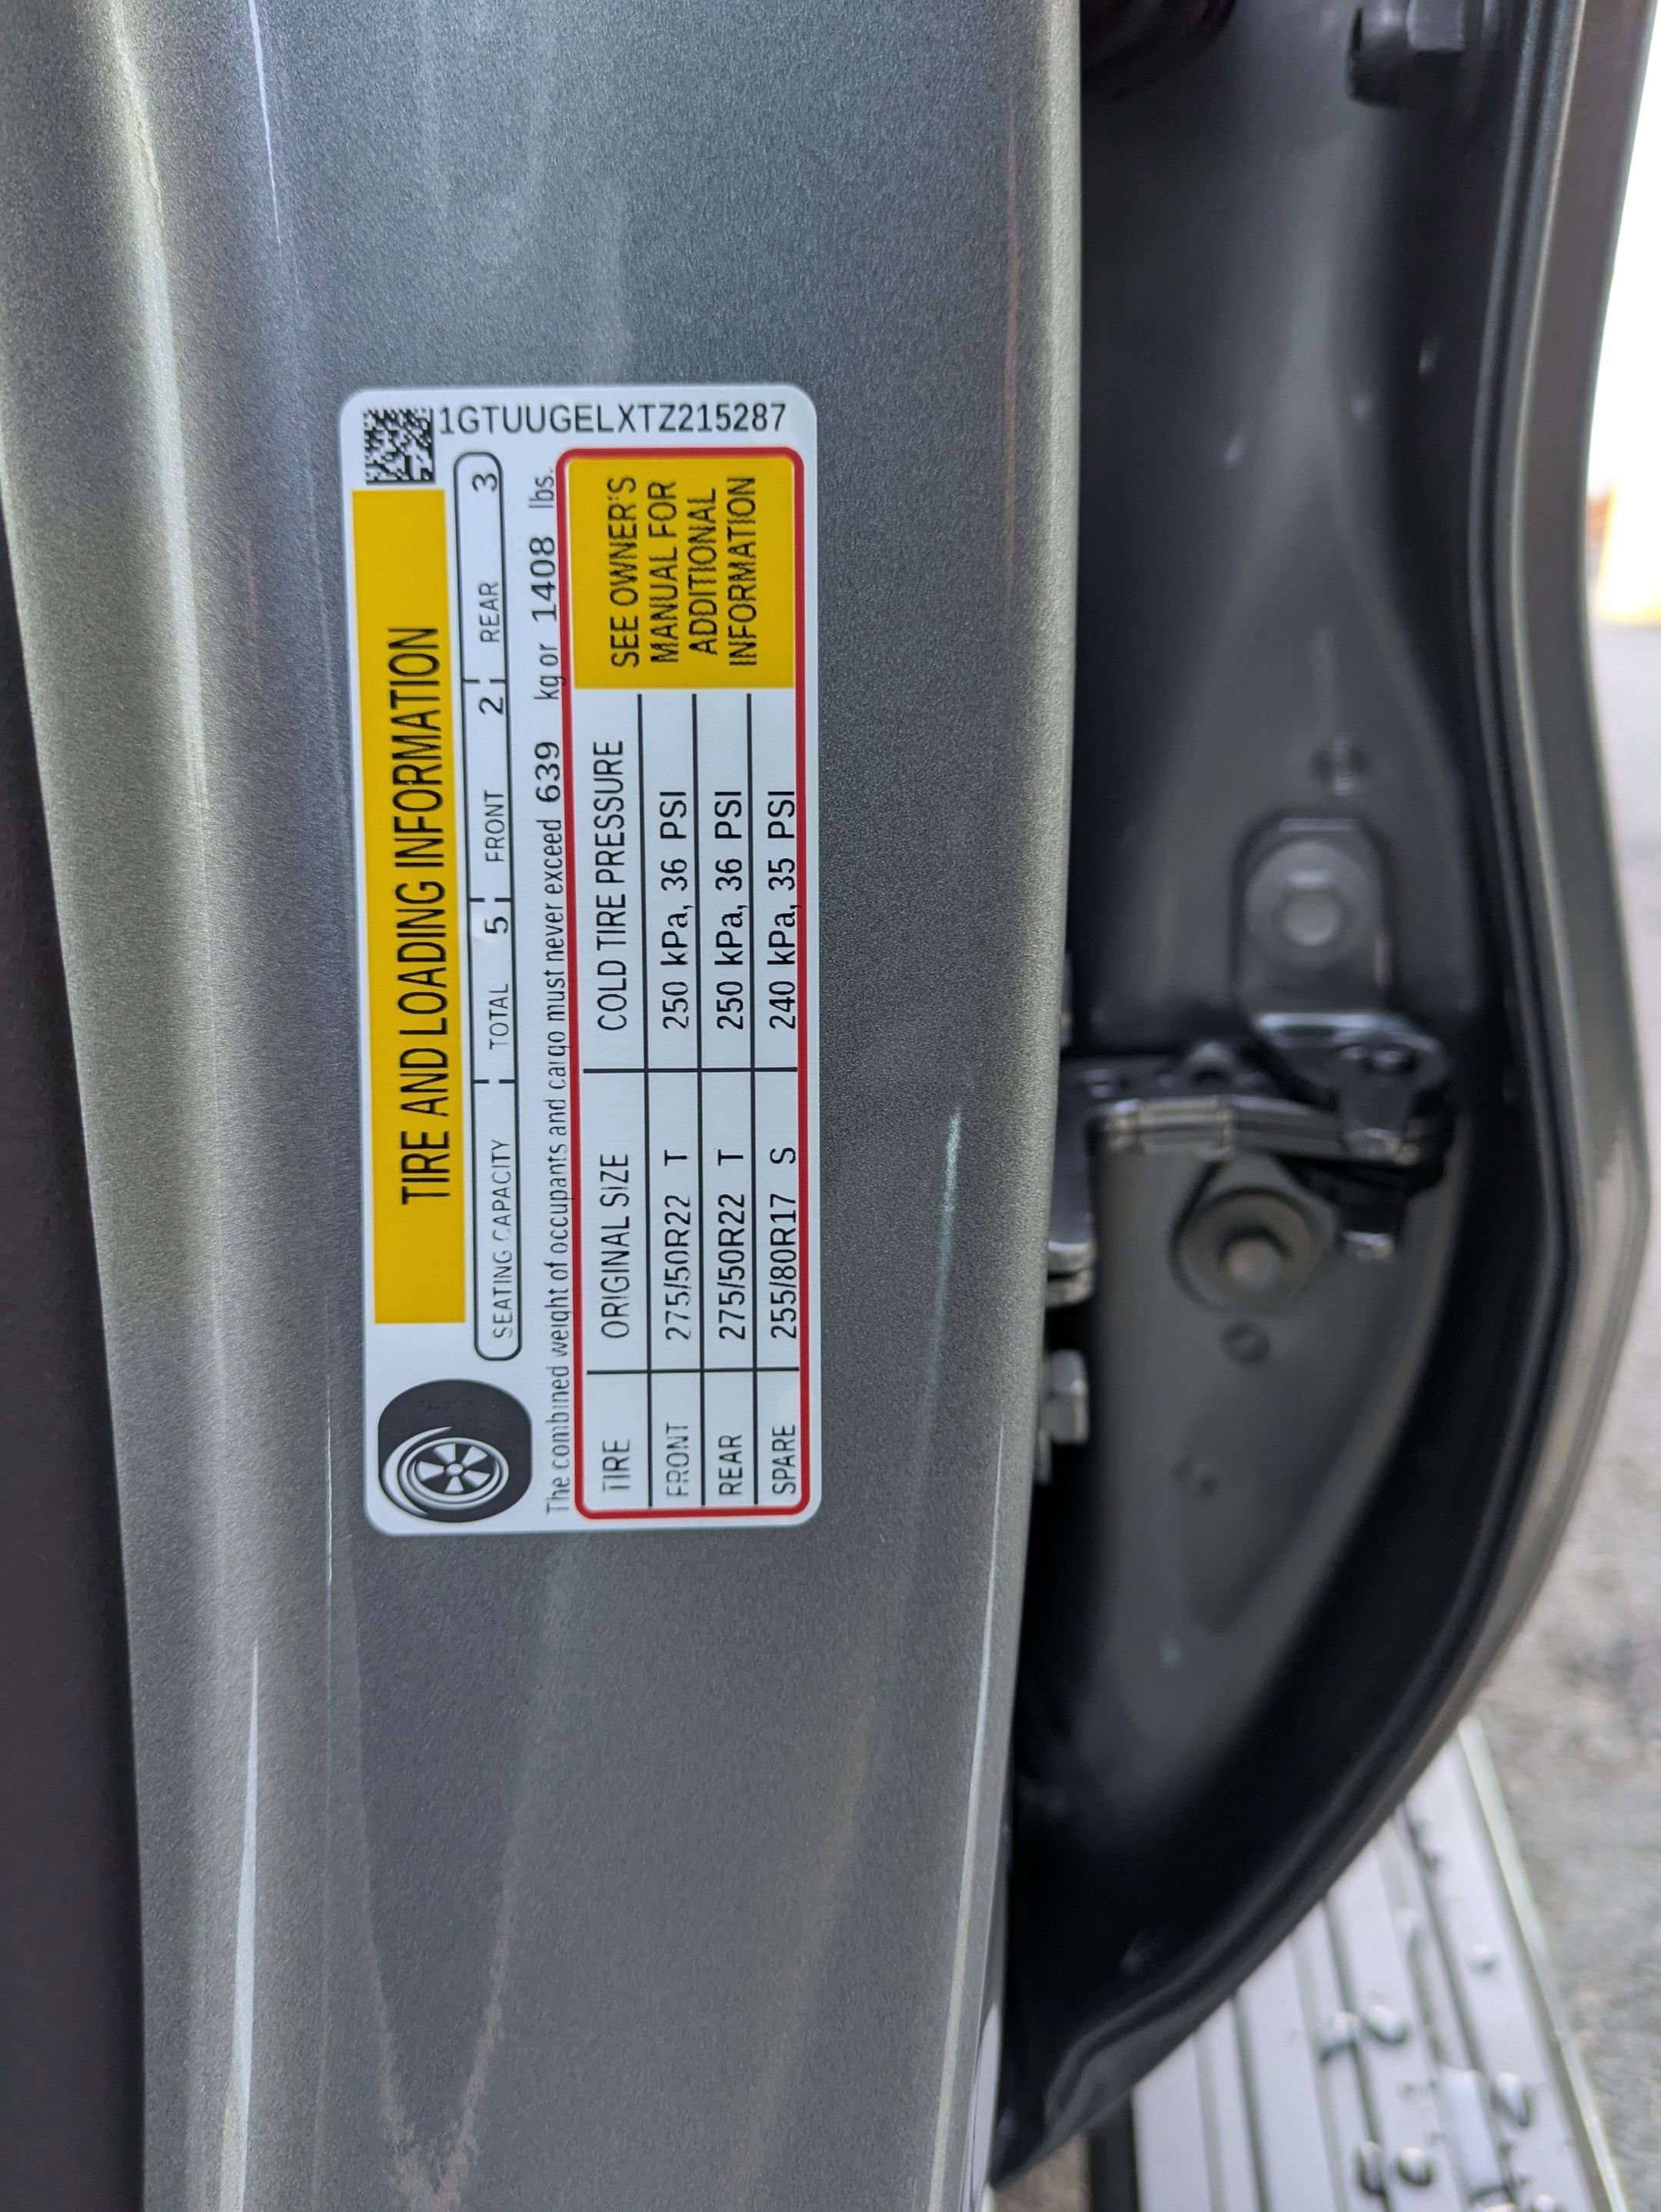 TIRE AND LOADING INFORMATION
SEATING CAPACITY TOTAL 5 FRONT 2 REAR 3
The combined weight of occupants and cargo must never exceed 639 kg or 1408 lbs.
TIRE ORIGINAL SIZE COLD TIRE PRESSURE
FRONT 275/50R22 T 250 kPa, 36 PSI
REAR 275/50R22 T 250 kPa, 36 PSI
SPARE 255/80R17 S 240 kPa, 35 PSI
SEE OWNER'S
MANUAL FOR
ADDITIONAL
INFORMATION
1GTUUGELXTZ215287